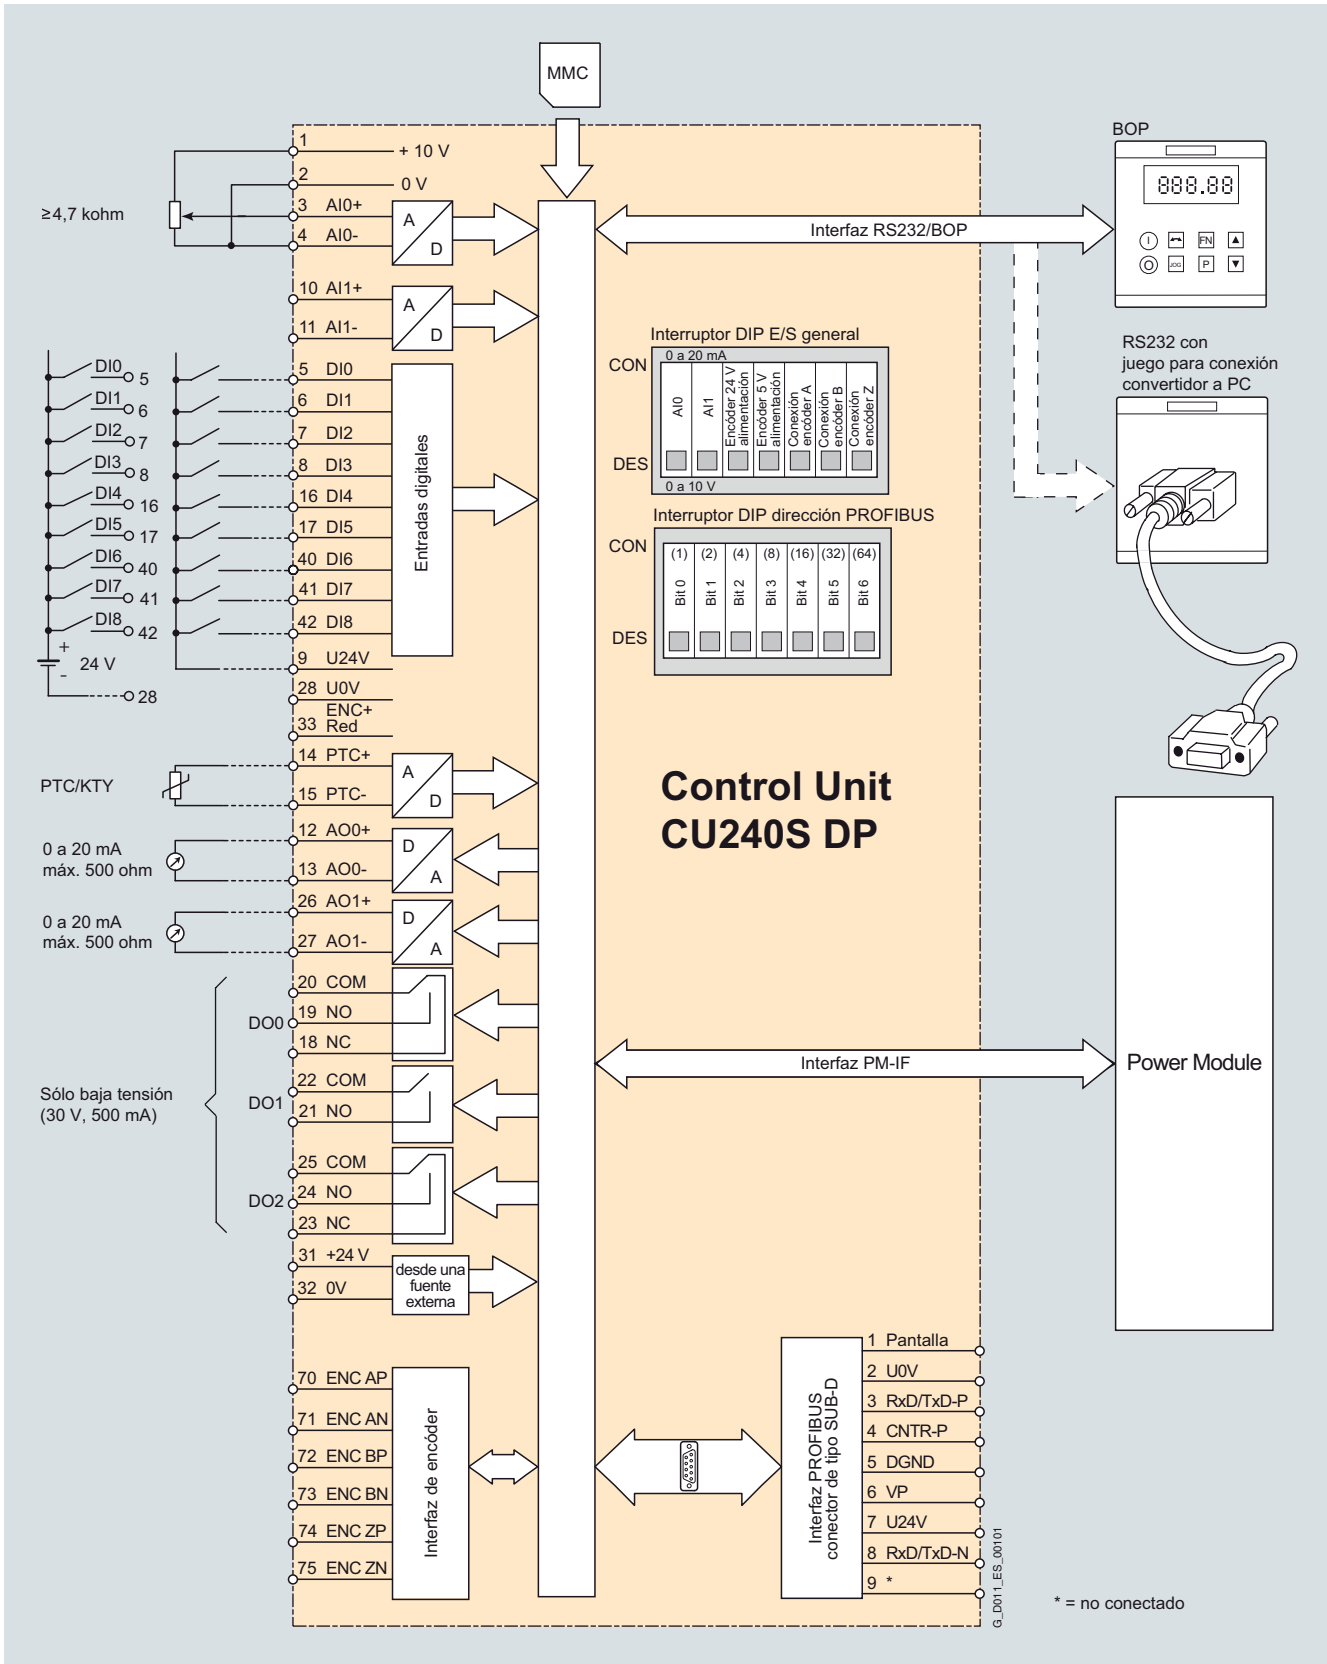 MMC
BOP
888.88
I
FN
O
JOG
P
1
+ 10 V
2
0 V
≥4,7 kohm
3 AI0+
4 AI0-
A
D
Interfaz RS232/BOP
10 AI1+
11 AI1-
A
D
Interruptor DIP E/S general
CON
0 a 20 mA
AI0
AI1
Encóder 24 V
alimentación
Encóder 5 V
alimentación
Conexión
encóder A
Conexión
encóder B
Conexión
encóder Z
DES
0 a 10 V
RS232 con
juego para conexión
convertidor a PC
Interruptor DIP dirección PROFIBUS
CON
(1) (2) (4) (8) (16) (32) (64)
Bit 0 Bit 1 Bit 2 Bit 3 Bit 4 Bit 5 Bit 6
DES
DI0 5
DI1 6
DI2 7
DI3 8
DI4 16
DI5 17
DI6 40
DI7 41
DI8 42
+
24 V
-
28
5 DI0
6 DI1
7 DI2
8 DI3
16 DI4
17 DI5
40 DI6
41 DI7
42 DI8
Entradas digitales
9 U24V
28 U0V
ENC+
33 Red
PTC/KTY
14 PTC+
15 PTC-
A
D
Control Unit
CU240S DP
0 a 20 mA
máx. 500 ohm
12 AO0+
13 AO0-
D
A
0 a 20 mA
máx. 500 ohm
26 AO1+
27 AO1-
D
A
Sólo baja tensión
(30 V, 500 mA)
DO0
20 COM
19 NO
18 NC
DO1
22 COM
21 NO
DO2
25 COM
24 NO
23 NC
Interfaz PM-IF
Power Module
31 +24 V
32 0V
desde una
fuente
externa
70 ENC AP
71 ENC AN
72 ENC BP
73 ENC BN
74 ENC ZP
75 ENC ZN
Interfaz de encóder
Interfaz PROFIBUS
conector de tipo SUB-D
1 Pantalla
2 U0V
3 RxD/TxD-P
4 CNTR-P
5 DGND
6 VP
7 U24V
8 RxD/TxD-N
9 *
G_D011_ES_00101
* = no conectado